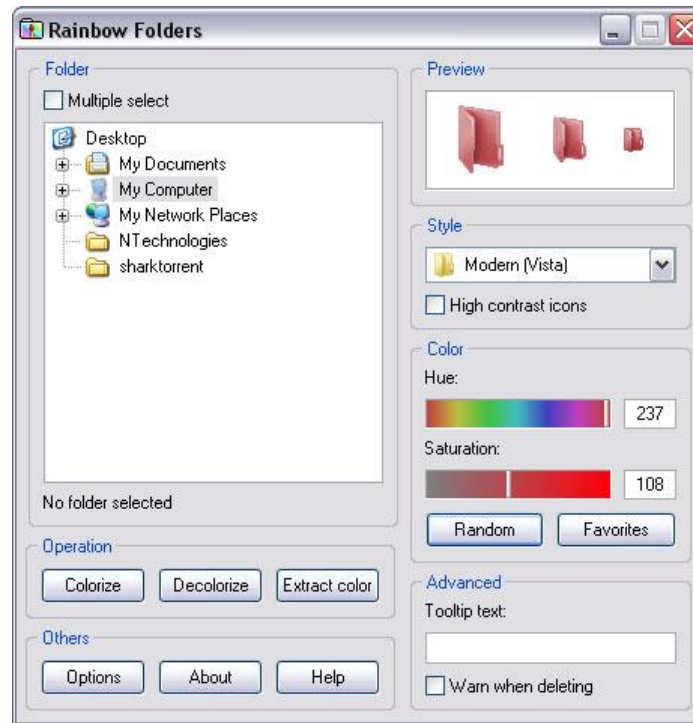 Rainbow Folders
Folder
Multiple select
Desktop
My Documents
My Computer
My Network Places
NTechnologies
sharktorrent
No folder selected
Operation
Colorize Decolorize Extract color
Others
Options About Help
Preview
Style
Modern (Vista)
High contrast icons
Color
Hue:
237
Saturation:
108
Random Favorites
Advanced
Tooltip text:
Warn when deleting